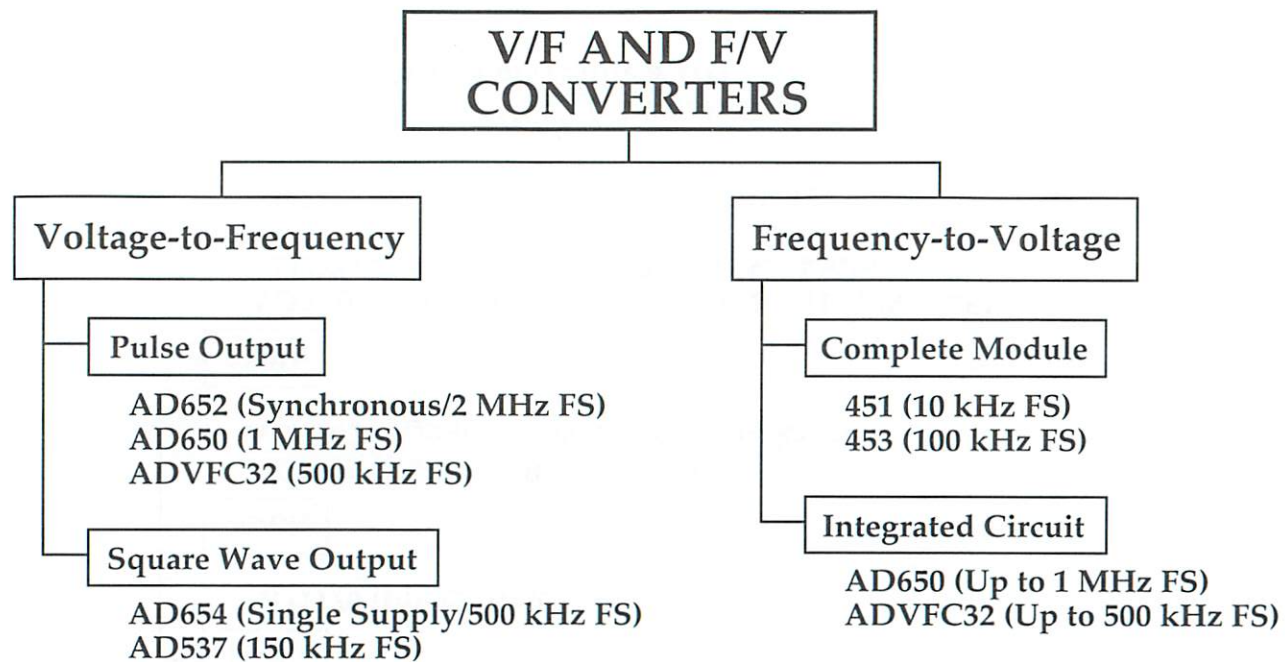 V/F AND F/V
CONVERTERS
Voltage-to-Frequency
Pulse Output
AD652 (Synchronous/2 MHz FS)
AD650 (1 MHz FS)
ADVFC32 (500 kHz FS)
Square Wave Output
AD654 (Single Supply/500 kHz FS)
AD537 (150 kHz FS)
Frequency-to-Voltage
Complete Module
451 (10 kHz FS)
453 (100 kHz FS)
Integrated Circuit
AD650 (Up to 1 MHz FS)
ADVFC32 (Up to 500 kHz FS)